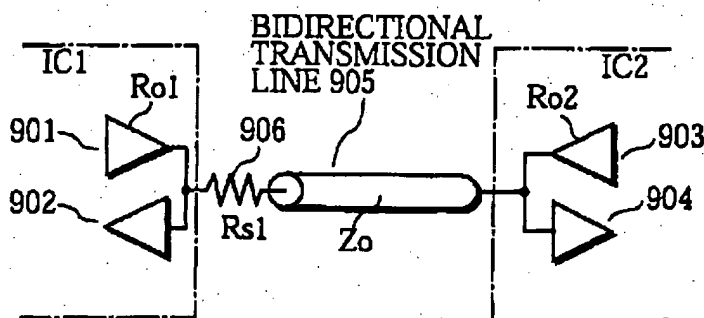 BIDIRECTIONAL
TRANSMISSION
LINE 905
IC1
IC2
Ro1
Ro2
901
906
903
902
904
Rs1
Zo